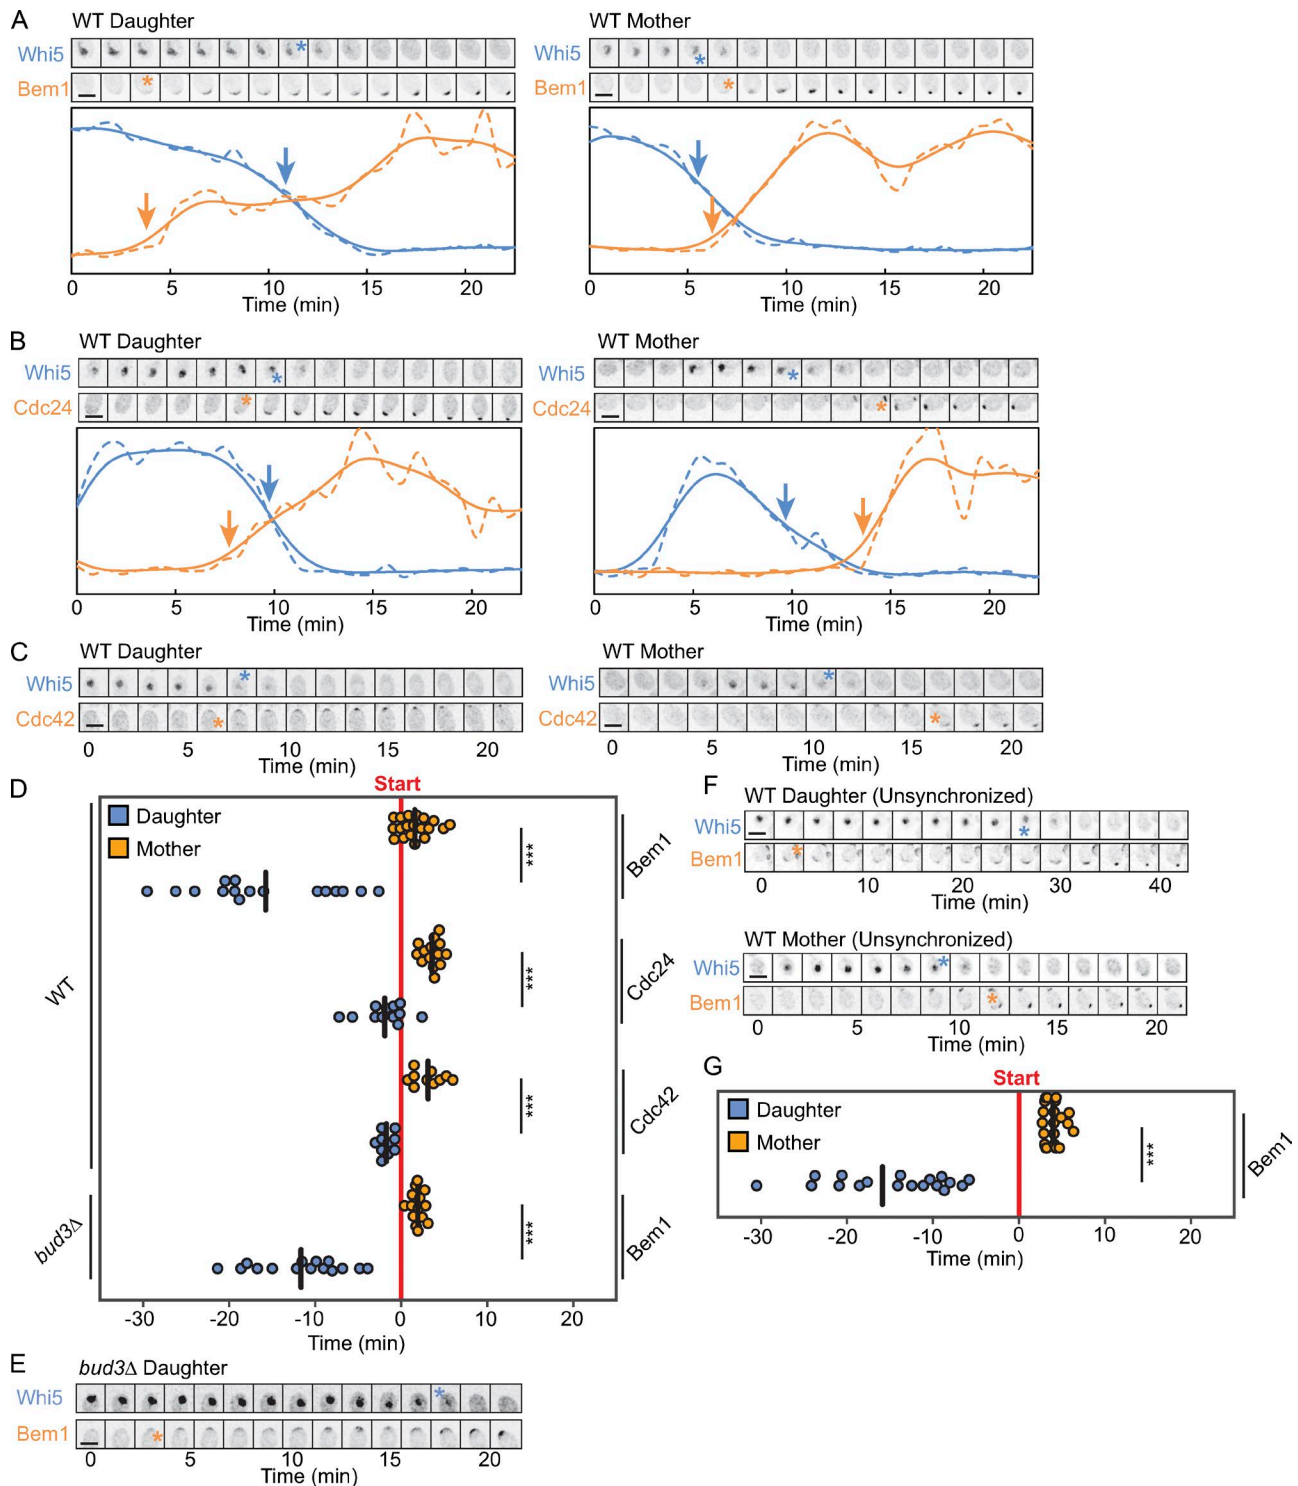 A
WT Daughter
WT Mother
Whi5 *
Whi5 *
Bem1 *
Bem1 *
0 5 10 15 20
Time (min)
0 5 10 15 20
Time (min)
B
WT Daughter
WT Mother
Whi5 *
Whi5 *
Cdc24 *
Cdc24 *
0 5 10 15 20
Time (min)
0 5 10 15 20
Time (min)
C
WT Daughter
WT Mother
Whi5 *
Whi5 *
Cdc42 *
Cdc42 *
0 5 10 15 20
Time (min)
0 5 10 15 20
Time (min)
D
Start
Daughter
Mother
WT
bud3Δ
***
Bem1
***
Cdc24
***
Cdc42
***
Bem1
-30 -20 -10 0 10 20
Time (min)
E
bud3Δ Daughter
Whi5 *
Bem1 *
0 5 10 15 20
Time (min)
F
WT Daughter (Unsynchronized)
Whi5 *
Bem1 *
0 10 20 30 40
Time (min)
WT Mother (Unsynchronized)
Whi5 *
Bem1 *
0 5 10 15 20
Time (min)
G
Start
Daughter
Mother
***
Bem1
-30 -20 -10 0 10 20
Time (min)